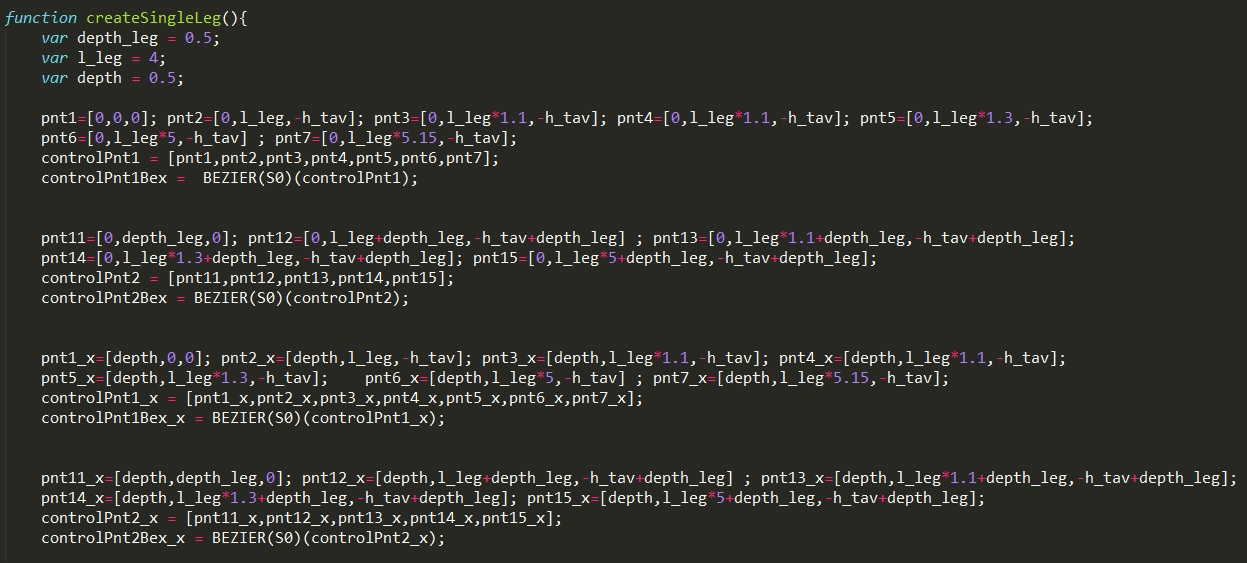 function createSingleLeg(){
    var depth_leg = 0.5;
    var l_leg = 4;
    var depth = 0.5;
    pnt1=[0,0,0]; pnt2=[0,l_leg,-h_tav]; pnt3=[0,l_leg*1.1,-h_tav]; pnt4=[0,l_leg*1.1,-h_tav]; pnt5=[0,l_leg*1.3,-h_tav];
    pnt6=[0,l_leg*5,-h_tav] ; pnt7=[0,l_leg*5.15,-h_tav];
    controlPnt1 = [pnt1,pnt2,pnt3,pnt4,pnt5,pnt6,pnt7];
    controlPnt1Bex =  BEZIER(S0)(controlPnt1);
    pnt11=[0,depth_leg,0]; pnt12=[0,l_leg+depth_leg,-h_tav+depth_leg] ; pnt13=[0,l_leg*1.1+depth_leg,-h_tav+depth_leg];
    pnt14=[0,l_leg*1.3+depth_leg,-h_tav+depth_leg]; pnt15=[0,l_leg*5+depth_leg,-h_tav+depth_leg];
    controlPnt2 = [pnt11,pnt12,pnt13,pnt14,pnt15];
    controlPnt2Bex = BEZIER(S0)(controlPnt2);
    pnt1_x=[depth,0,0]; pnt2_x=[depth,l_leg,-h_tav]; pnt3_x=[depth,l_leg*1.1,-h_tav]; pnt4_x=[depth,l_leg*1.1,-h_tav];
    pnt5_x=[depth,l_leg*1.3,-h_tav];    pnt6_x=[depth,l_leg*5,-h_tav] ; pnt7_x=[depth,l_leg*5.15,-h_tav];
    controlPnt1_x = [pnt1_x,pnt2_x,pnt3_x,pnt4_x,pnt5_x,pnt6_x,pnt7_x];
    controlPnt1Bex_x = BEZIER(S0)(controlPnt1_x);
    pnt11_x=[depth,depth_leg,0]; pnt12_x=[depth,l_leg+depth_leg,-h_tav+depth_leg] ; pnt13_x=[depth,l_leg*1.1+depth_leg,-h_tav+depth_leg];
    pnt14_x=[depth,l_leg*1.3+depth_leg,-h_tav+depth_leg]; pnt15_x=[depth,l_leg*5+depth_leg,-h_tav+depth_leg];
    controlPnt2_x = [pnt11_x,pnt12_x,pnt13_x,pnt14_x,pnt15_x];
    controlPnt2Bex_x = BEZIER(S0)(controlPnt2_x);